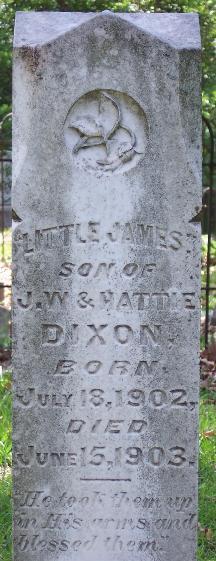 "LITTLE JAMES"
SON OF
J.W & HATTIE
DIXON.
BORN.
JULY 18, 1902,
DIED
JUNE 15, 1903.
"He took them up
in His arms and
blessed them."